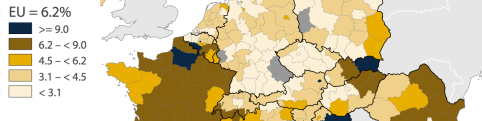 EU = 6.2%
>= 9.0
6.2 – < 9.0
4.5 – < 6.2
3.1 – < 4.5
< 3.1